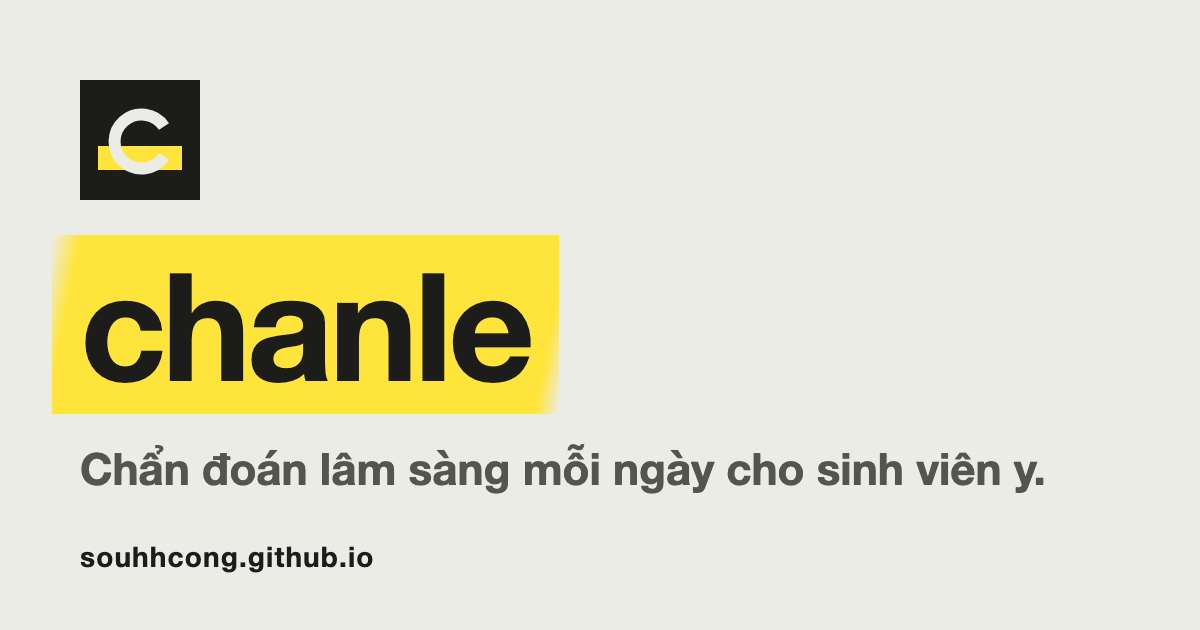 C
chanle
Chẩn đoán lâm sàng mỗi ngày cho sinh viên y.
souhhcong.github.io